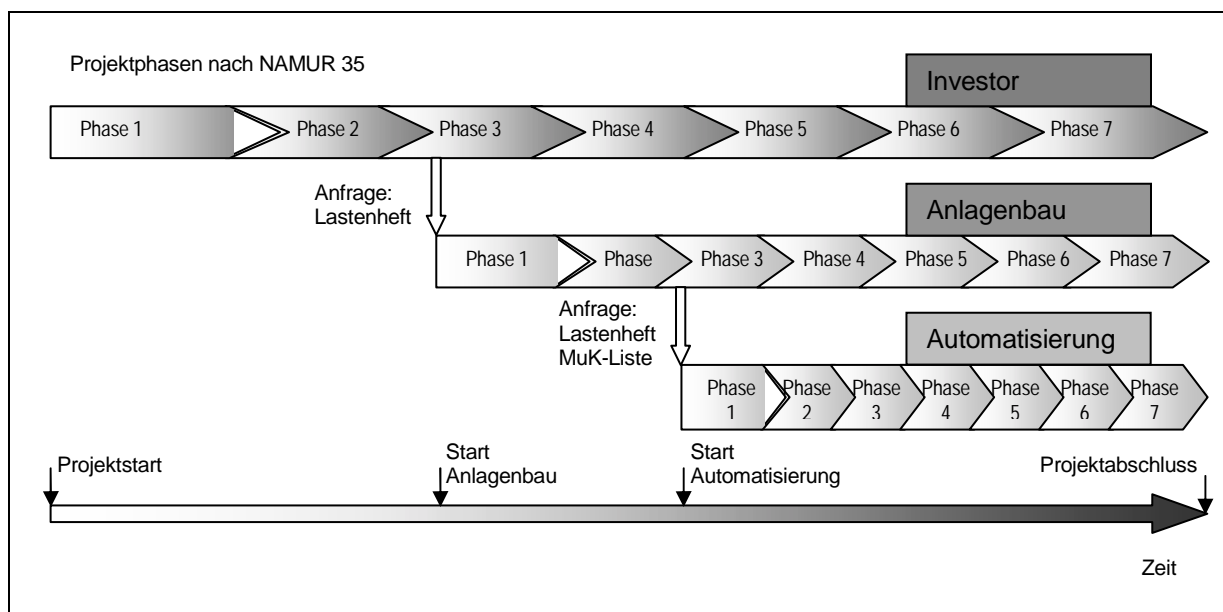 Projektphasen nach NAMUR 35
Investor
Phase 1
Phase 2
Phase 3
Phase 4
Phase 5
Phase 6
Phase 7
Anfrage:
Lastenheft
Anlagenbau
Phase 1
Phase
Phase 3
Phase 4
Phase 5
Phase 6
Phase 7
Anfrage:
Lastenheft
MuK-Liste
Automatisierung
Phase
1
Phase
2
Phase
3
Phase
4
Phase
5
Phase
6
Phase
7
Projektstart
Start
Anlagenbau
Start
Automatisierung
Projektabschluss
Zeit